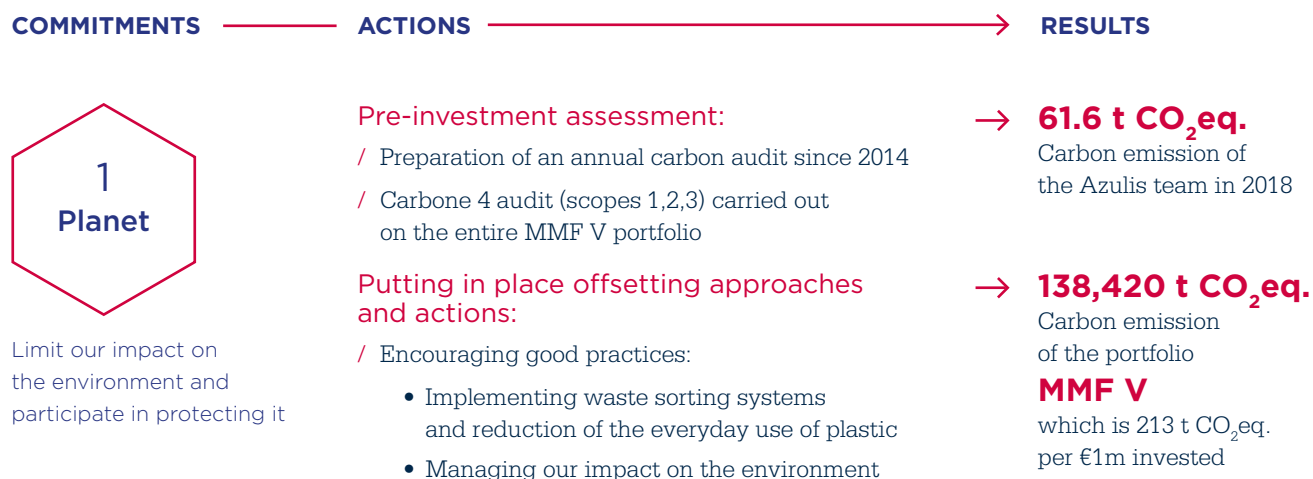 COMMITMENTS
ACTIONS
RESULTS
1
Planet
Limit our impact on
the environment and
participate in protecting it
Pre-investment assessment:
/ Preparation of an annual carbon audit since 2014
/ Carbone 4 audit (scopes 1,2,3) carried out
on the entire MMF V portfolio
Putting in place offsetting approaches
and actions:
/ Encouraging good practices:
• Implementing waste sorting systems
and reduction of the everyday use of plastic
• Managing our impact on the environment
→ 61.6 t CO₂eq.
Carbon emission of
the Azulis team in 2018
→ 138,420 t CO₂eq.
Carbon emission
of the portfolio
MMF V
which is 213 t CO₂eq.
per €1m invested